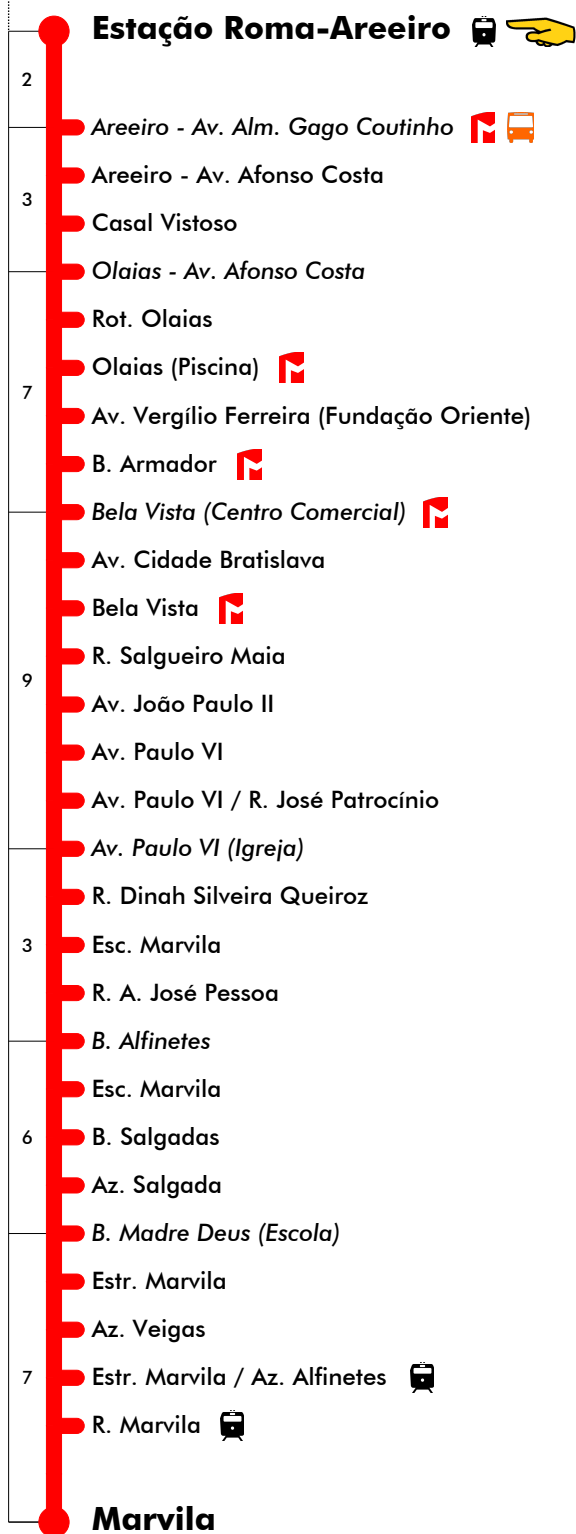 Estação Roma-Areeiro
2
Areeiro - Av. Alm. Gago Coutinho
Areeiro - Av. Afonso Costa
3
Casal Vistoso
Olaias - Av. Afonso Costa
Rot. Olaias
Olaias (Piscina)
7
Av. Vergílio Ferreira (Fundação Oriente)
B. Armador
Bela Vista (Centro Comercial)
Av. Cidade Bratislava
Bela Vista
R. Salgueiro Maia
9
Av. João Paulo II
Av. Paulo VI
Av. Paulo VI / R. José Patrocínio
Av. Paulo VI (Igreja)
R. Dinah Silveira Queiroz
3
Esc. Marvila
R. A. José Pessoa
B. Alfinetes
Esc. Marvila
6
B. Salgadas
Az. Salgada
B. Madre Deus (Escola)
Estr. Marvila
Az. Veigas
7
Estr. Marvila / Az. Alfinetes
R. Marvila
Marvila